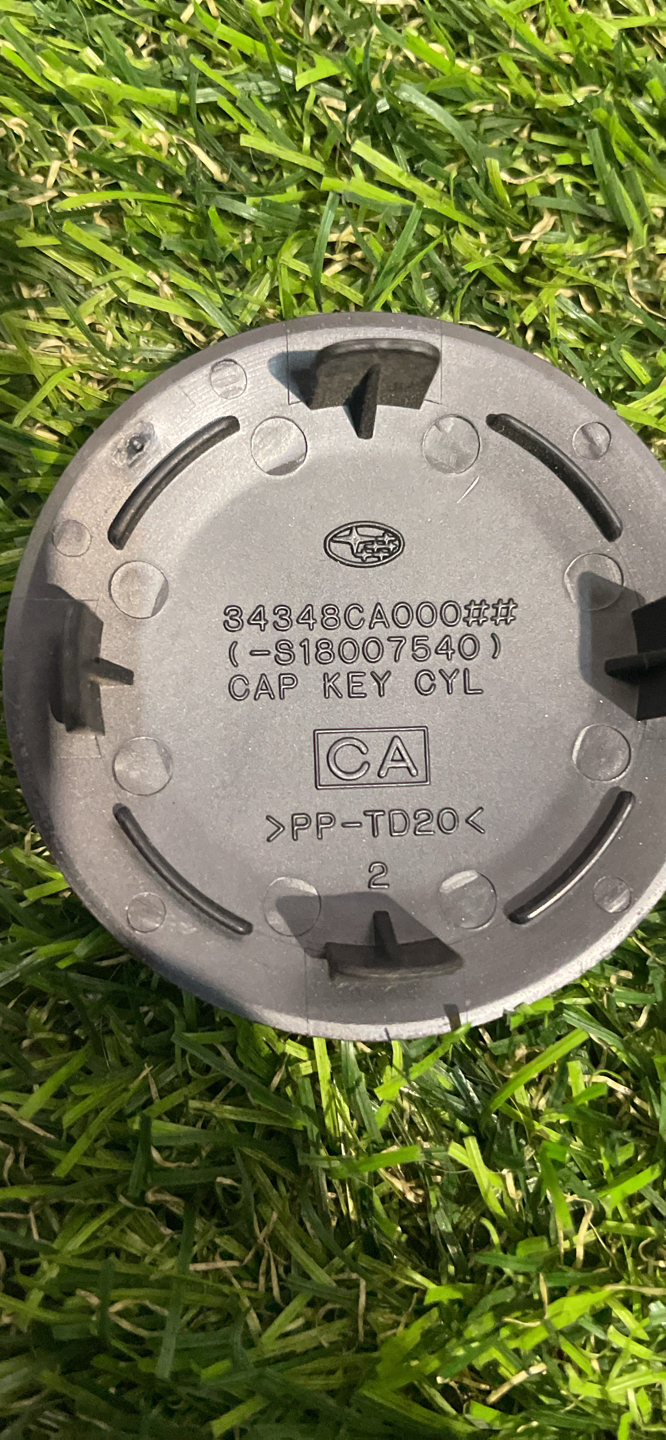 34348CA000##
(-S18007540)
CAP KEY CYL
CA
>PP-TD20<
2